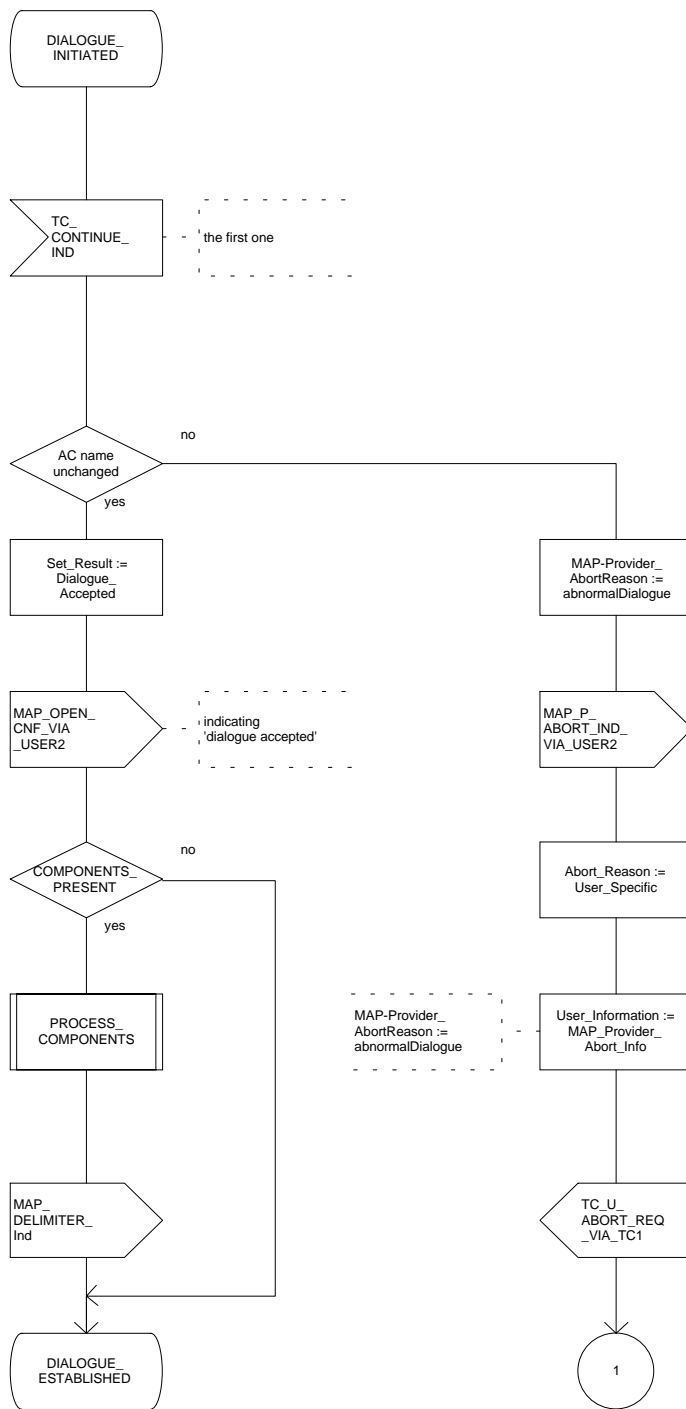 DIALOGUE_
INITIATED
TC_
CONTINUE_
IND
the first one
no
AC name
unchanged
yes
Set_Result :=
Dialogue_
Accepted
MAP-Provider_
AbortReason :=
abnormalDialogue
MAP_OPEN_
CNF_VIA
_USER2
indicating
'dialogue accepted'
MAP_P_
ABORT_IND_
VIA_USER2
no
COMPONENTS_
PRESENT
yes
Abort_Reason :=
User_Specific
PROCESS_
COMPONENTS
MAP-Provider_
AbortReason :=
abnormalDialogue
User_Information :=
MAP_Provider_
Abort_Info
MAP_
DELIMITER_
Ind
TC_U_
ABORT_REQ
_VIA_TC1
DIALOGUE_
ESTABLISHED
1